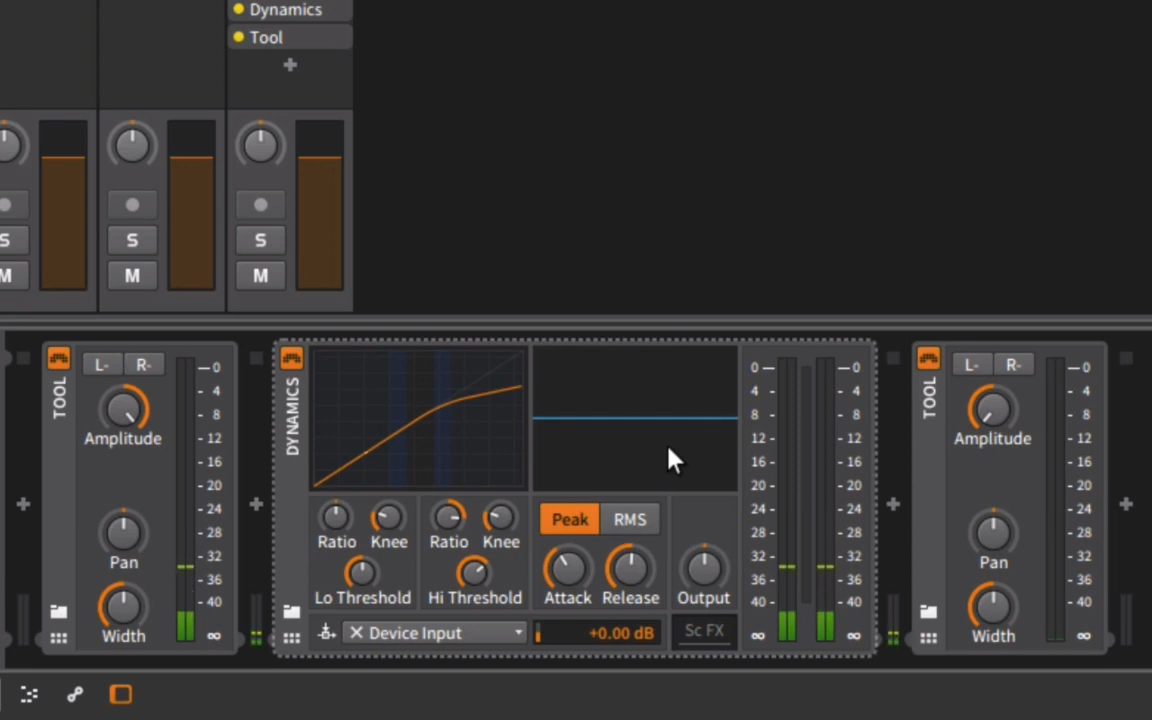 Dynamics
Tool
S
S
S
M
M
M
TOOL
L-
R-
Amplitude
Pan
Width
0
4
8
12
16
20
24
28
32
36
40
∞
DYNAMICS
Ratio
Knee
Lo Threshold
Ratio
Knee
Hi Threshold
Device Input
Peak
RMS
Attack
Release
Output
+0.00 dB
Sc FX
0
4
8
12
16
20
24
28
32
36
40
∞
0
4
8
12
16
20
24
28
32
36
40
∞
TOOL
L-
R-
Amplitude
Pan
Width
0
4
8
12
16
20
24
28
32
36
40
∞